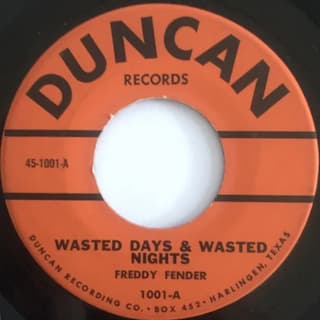 DUNCAN
RECORDS
45-1001-A
WASTED DAYS & WASTED
NIGHTS
FREDDY FENDER
1001-A
DUNCAN RECORDING CO. • BOX 452 • HARLINGEN, TEXAS